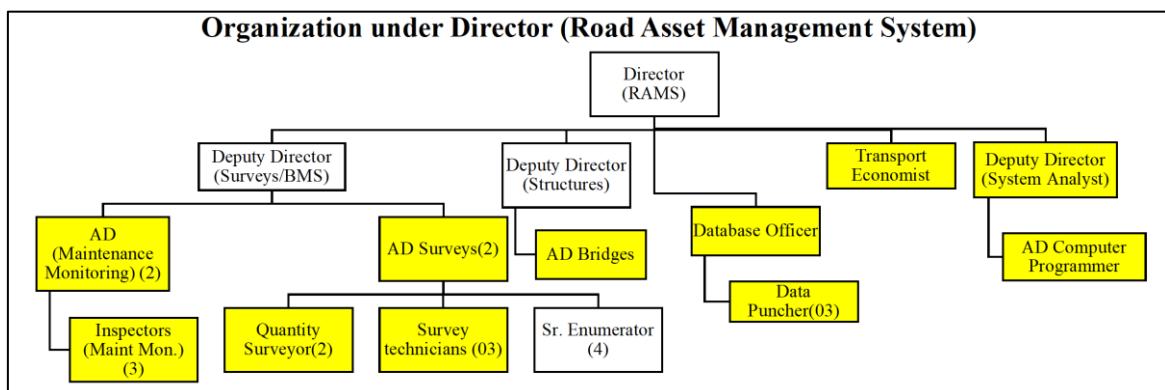 Organization under Director (Road Asset Management System)
Director
(RAMS)
Deputy Director
(Surveys/BMS)
Deputy Director
(Structures)
Transport
Economist
Deputy Director
(System Analyst)
AD
(Maintenance
Monitoring) (2)
AD Surveys(2)
AD Bridges
Database Officer
AD Computer
Programmer
Inspectors
(Maint Mon.)
(3)
Quantity
Surveyor(2)
Survey
technicians (03)
Sr. Enumerator
(4)
Data
Puncher(03)